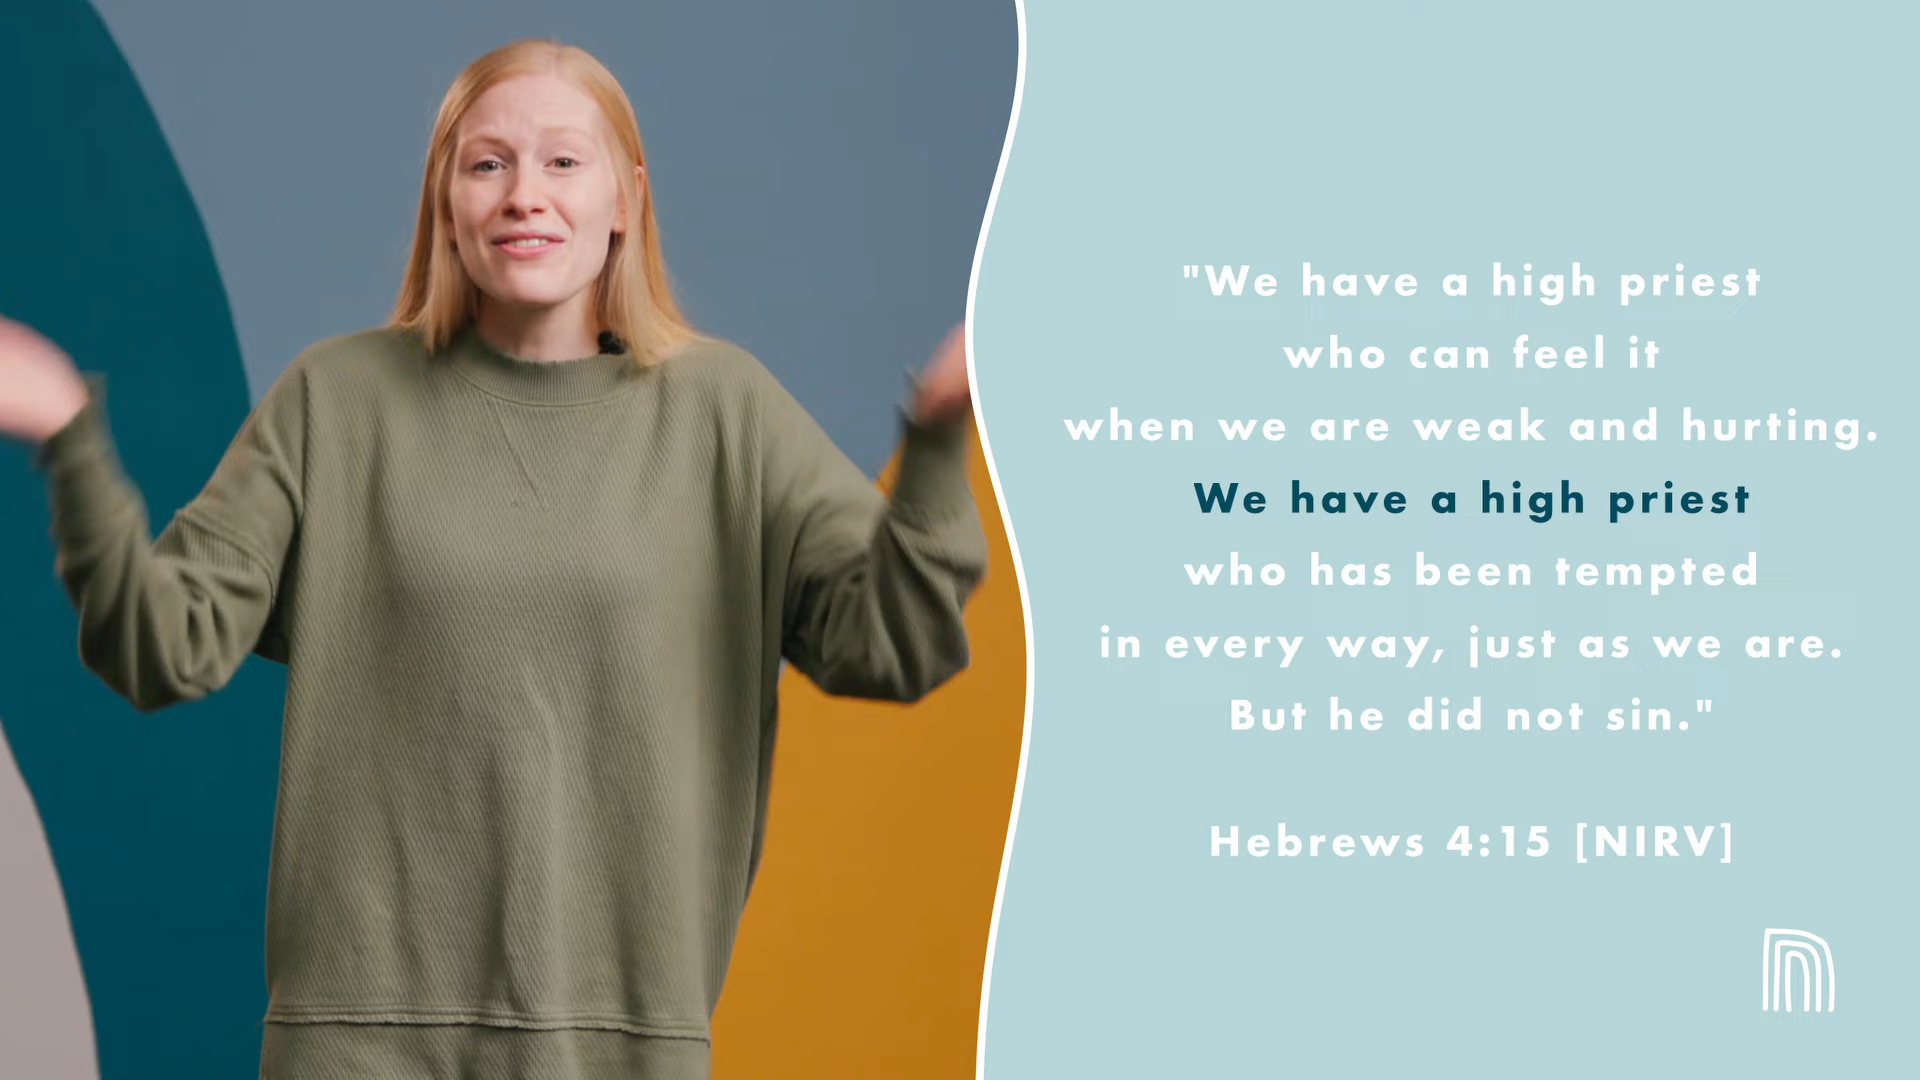 "We have a high priest
who can feel it
when we are weak and hurting.
We have a high priest
who has been tempted
in every way, just as we are.
But he did not sin."
Hebrews 4:15 [NIRV]